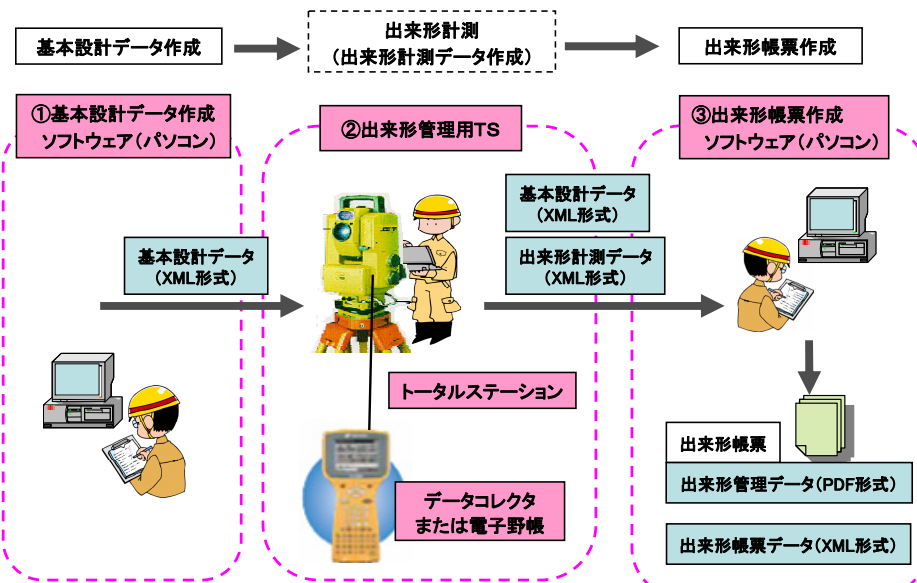 基本設計データ作成
出来形計測
(出来形計測データ作成)
出来形帳票作成
①基本設計データ作成
ソフトウェア(パソコン)
②出来形管理用TS
③出来形帳票作成
ソフトウェア(パソコン)
基本設計データ
(XML形式)
基本設計データ
(XML形式)
出来形計測データ
(XML形式)
トータルステーション
データコレクタ
または電子野帳
出来形帳票
出来形管理データ(PDF形式)
出来形帳票データ(XML形式)